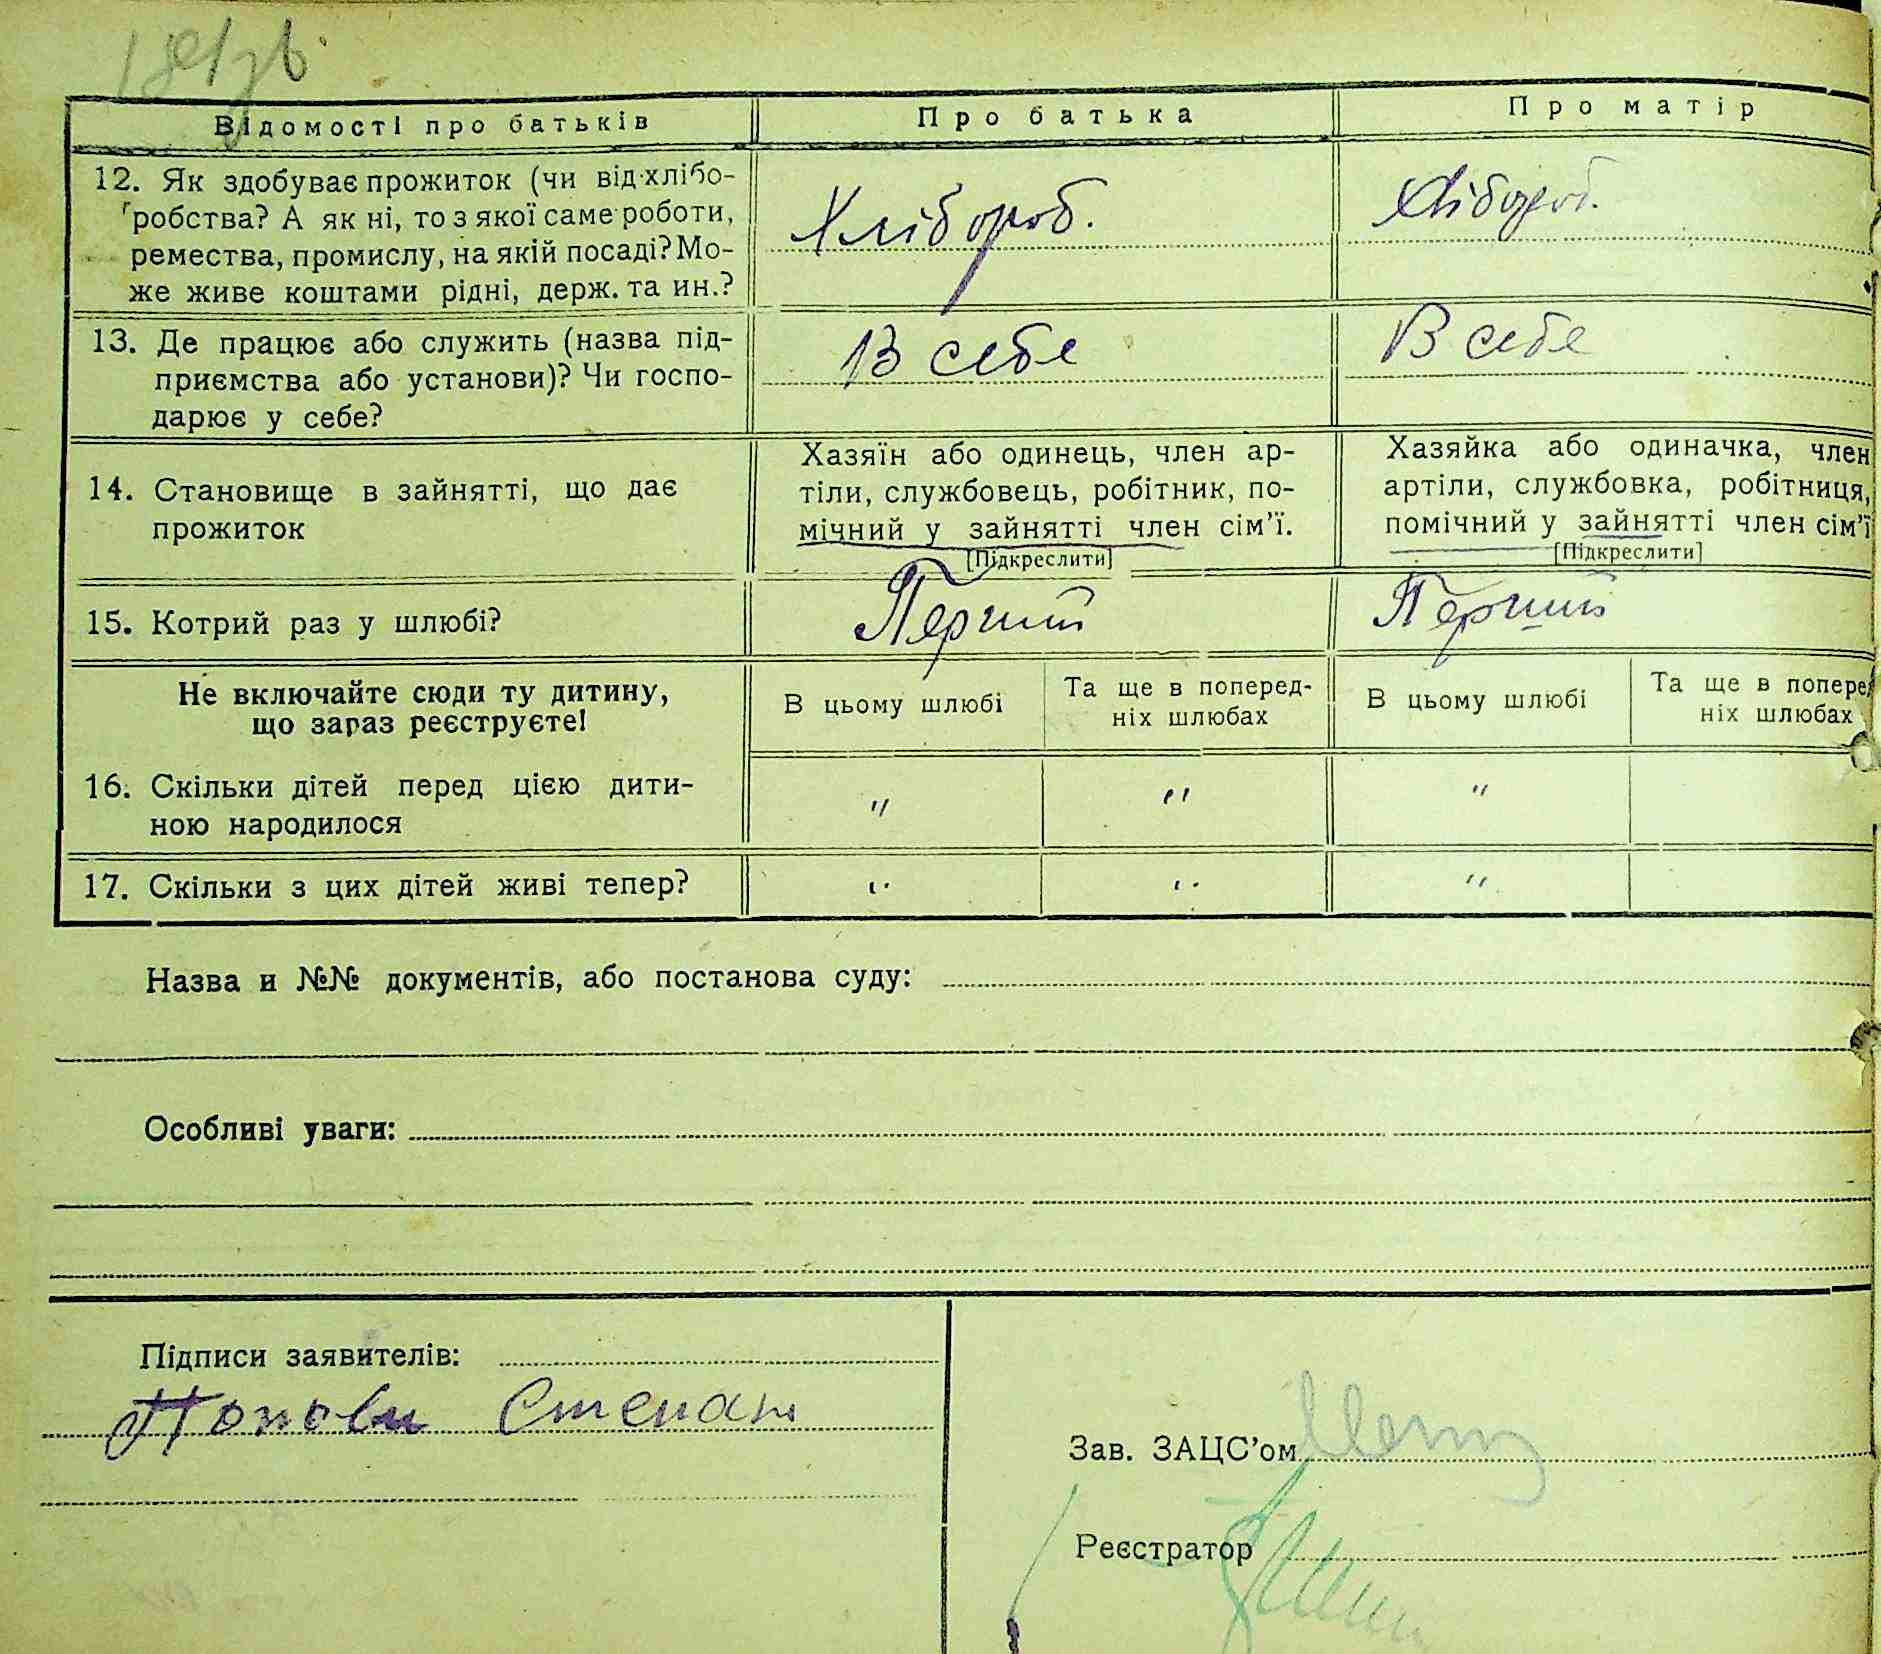 Відомості про батьків
Про батька
Про матір
12. Як здобуває прожиток (чи від хлібо-
робства? А як ні, то з якої саме роботи,
ремества, промислу, на якій посаді? Мо-
же живе коштами рідні, держ. та ин.?
Хлібороб.
Хлібороб.
13. Де працює або служить (назва під-
приємства або установи)? Чи госпо-
дарює у себе?
В себе
В себе
14. Становище в зайнятті, що дає
прожиток
Хазяїн або одинець, член ар-
тіли, службовець, робітник, по-
мічний у зайнятті член сім’ї.
[Підкреслити]
Хазяйка або одиначка, член
артіли, службовка, робітниця,
помічний у зайнятті член сім’ї
[Підкреслити]
15. Котрий раз у шлюбі?
Перший
Перший
Не включайте сюди ту дитину,
що зараз реєструєте!
В цьому шлюбі
Та ще в поперед-
ніх шлюбах
В цьому шлюбі
Та ще в поперед
ніх шлюбах
16. Скільки дітей перед цією дити-
ною народилося
" " "
17. Скільки з цих дітей живі тепер?
" " "
Назва и №№ документів, або постанова суду:
Особливі уваги:
Підписи заявителів:
Степан
Зав. ЗАЦС’ом
Реєстратор